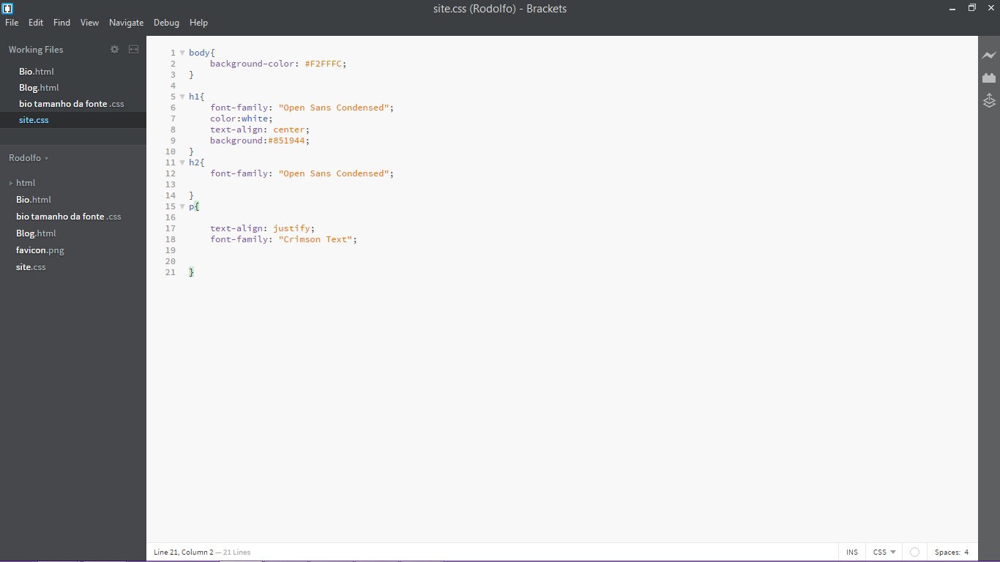 site.css (Rodolfo) - Brackets
File Edit Find View Navigate Debug Help
Working Files
Bio.html
Blog.html
bio tamanho da fonte .css
site.css
Rodolfo
html
Bio.html
bio tamanho da fonte .css
Blog.html
favicon.png
site.css
1 body{
2 background-color: #F2FFFC;
3 }
4
5 h1{
6 font-family: "Open Sans Condensed";
7 color:white;
8 text-align: center;
9 background:#851944;
10 }
11 h2{
12 font-family: "Open Sans Condensed";
13
14 }
15 p{
16
17 text-align: justify;
18 font-family: "Crimson Text";
19
20
21 }
Line 21, Column 2 — 21 Lines
INS CSS Spaces: 4